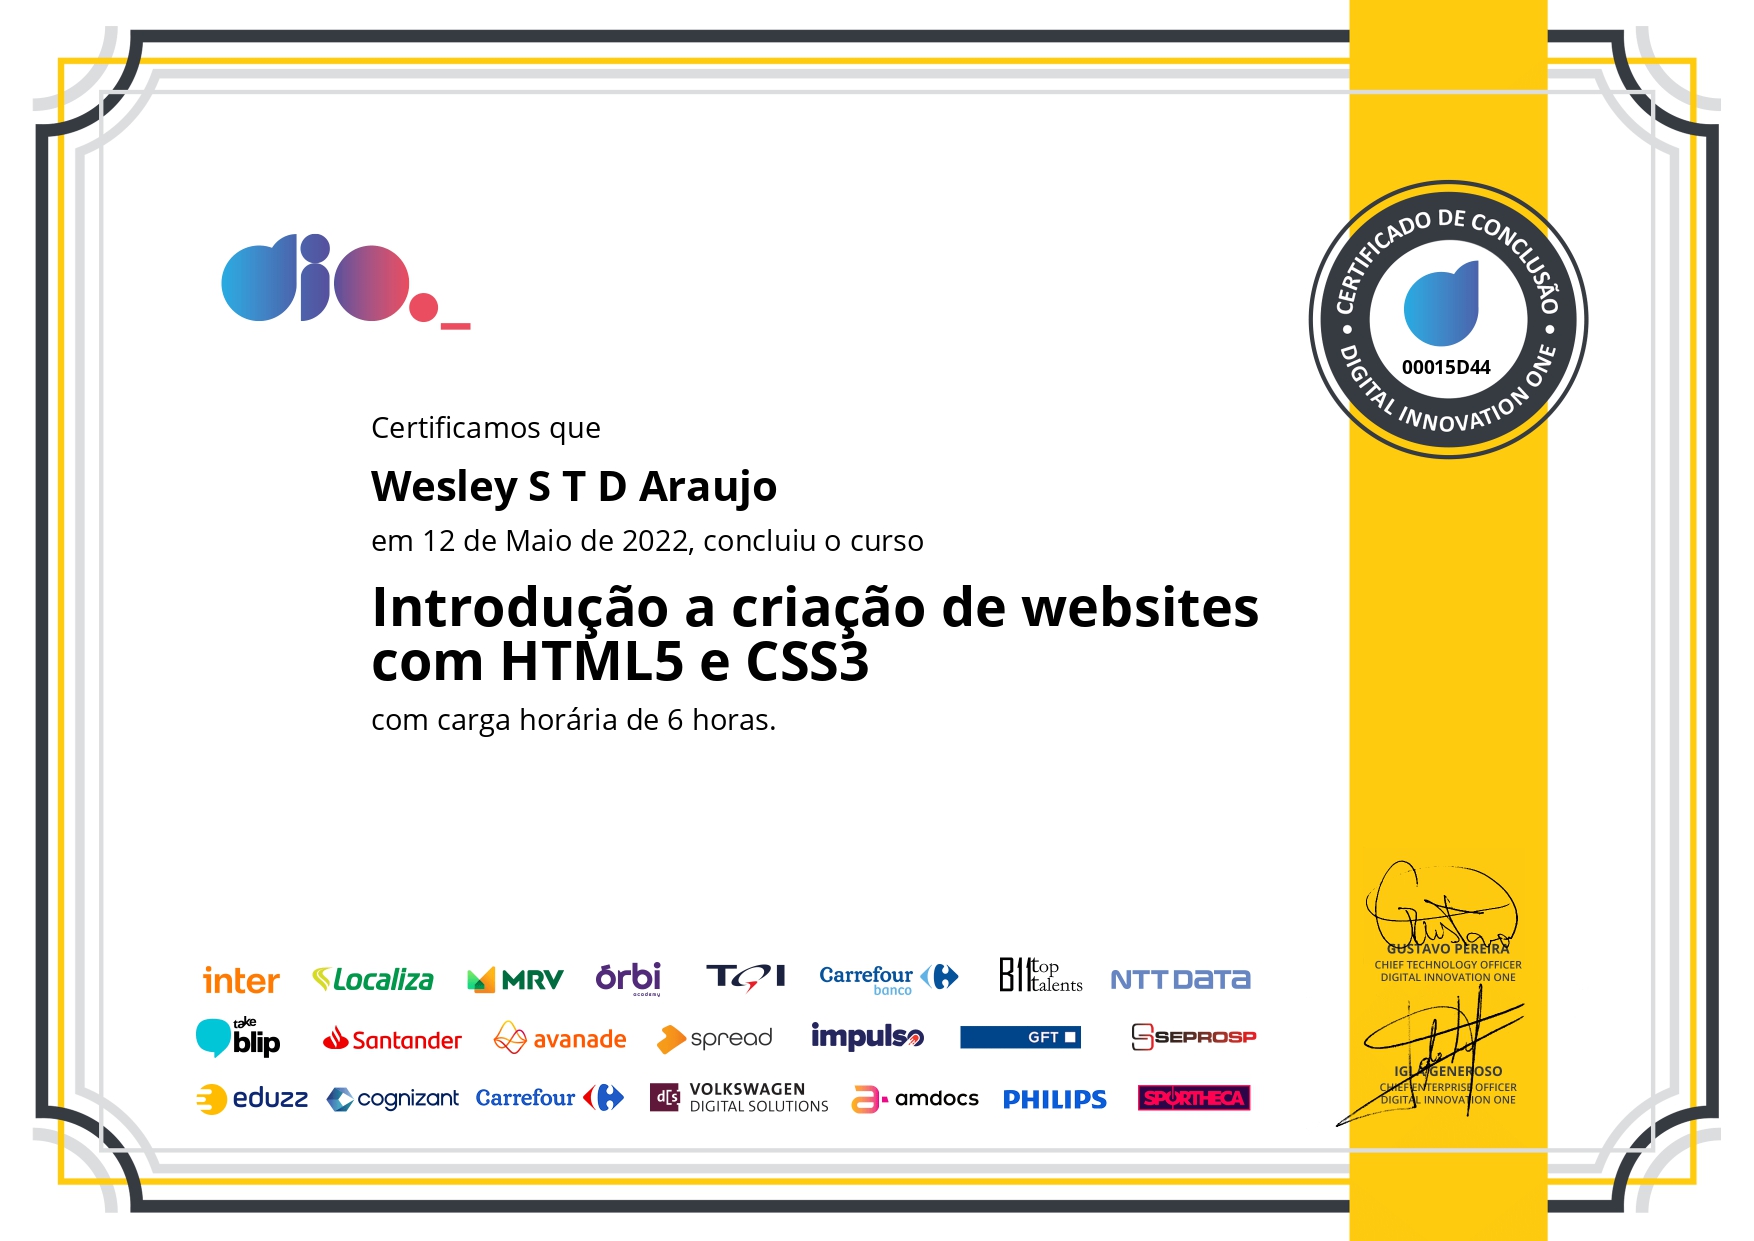 dio._
CERTIFICADO DE CONCLUSÃO
00015D44
DIGITAL INNOVATION ONE
Certificamos que
Wesley S T D Araujo
em 12 de Maio de 2022, concluiu o curso
Introdução a criação de websites
com HTML5 e CSS3
com carga horária de 6 horas.
Gustavo
GUSTAVO PEREIRA
CHIEF TECHNOLOGY OFFICER
DIGITAL INNOVATION ONE
IGLÁ GENEROSO
CHIEF ENTERPRISE OFFICER
DIGITAL INNOVATION ONE
inter Localiza MRV órbi academy TQI Carrefour banco B11 top talents NTT DATA
take blip Santander avanade spread impulso GFT SEPROSP
eduzz cognizant Carrefour d[s] VOLKSWAGEN DIGITAL SOLUTIONS a. amdocs PHILIPS SPORTHECA